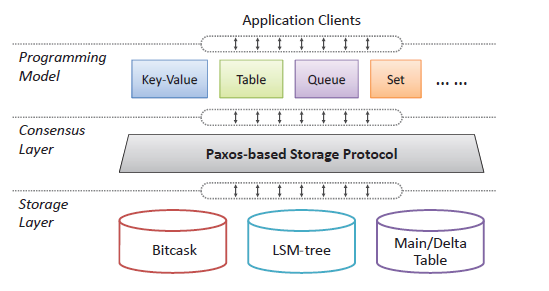 Application Clients
Programming
Model
Key-Value
Table
Queue
Set
... ...
Consensus
Layer
Paxos-based Storage Protocol
Storage
Layer
Bitcask
LSM-tree
Main/Delta
Table